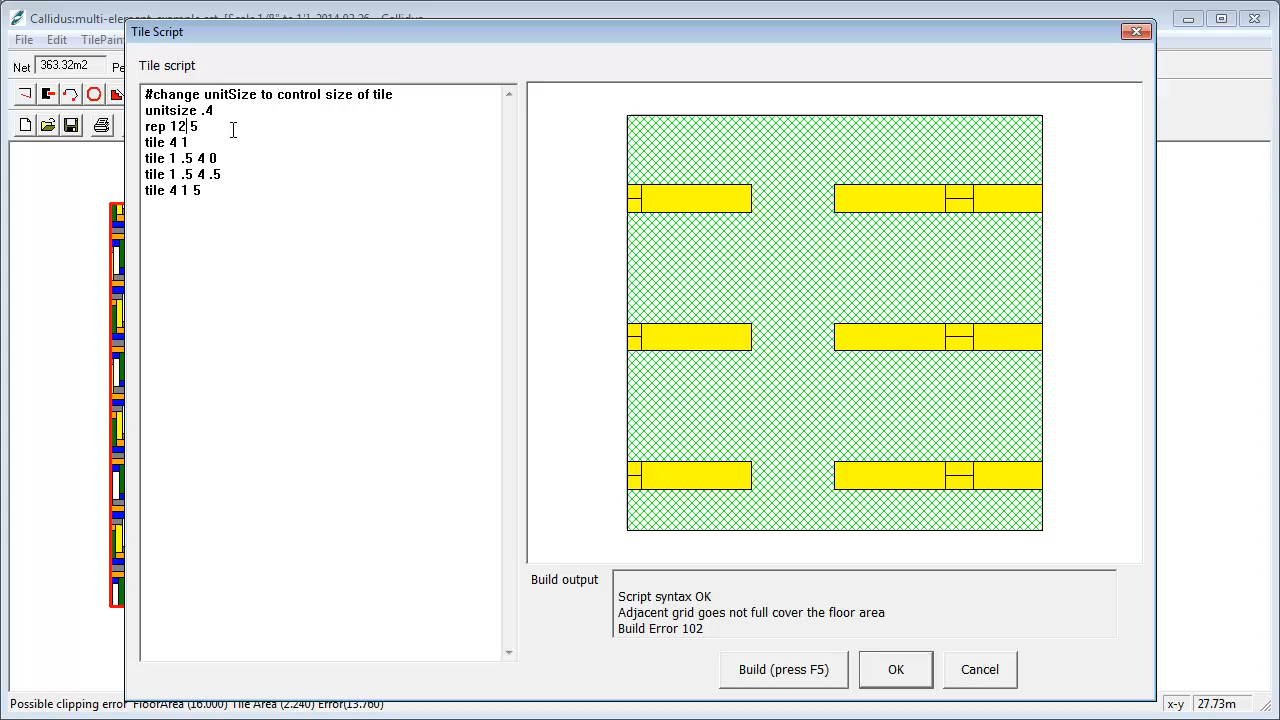 Callidus:multi-element example.crt [Scale 1/8" to 1'] 2014.03.26 - Callidus
File Edit TilePain
Net 363.32m2 Pe
Tile Script
Tile script
#change unitSize to control size of tile
unitsize .4
rep 12 5
tile 4 1
tile 1 .5 4 0
tile 1 .5 4 .5
tile 4 1 5
Build output
Script syntax OK
Adjacent grid goes not full cover the floor area
Build Error 102
Build (press F5)
OK
Cancel
Possible clipping error FloorArea (16.000) Tile Area (2.240) Error(13.760)
x-y
27.73m